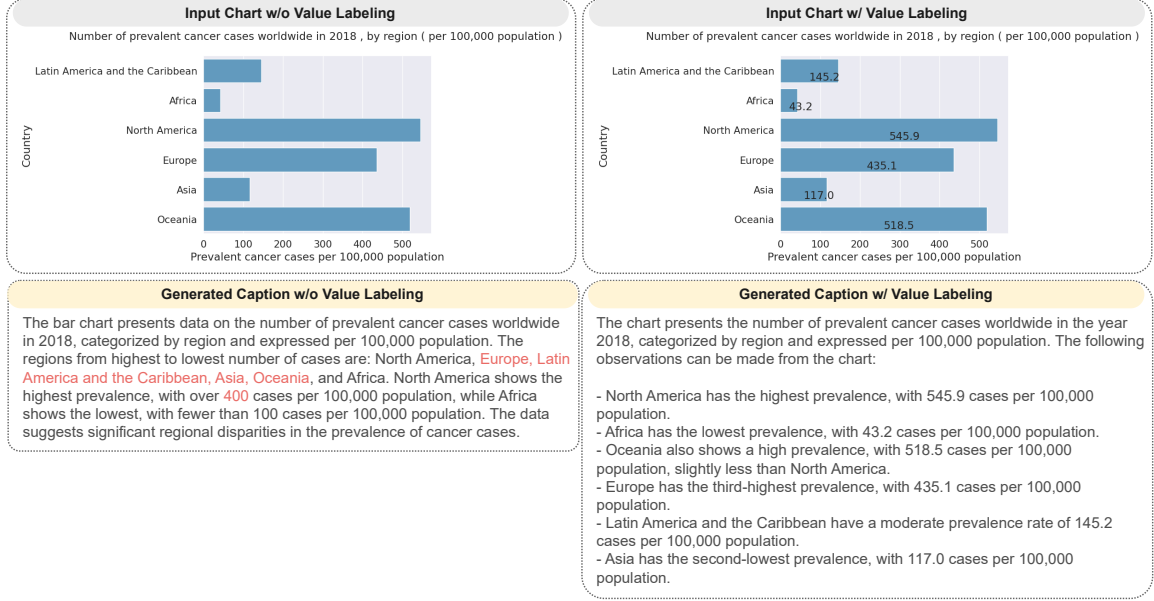 Input Chart w/o Value Labeling
Number of prevalent cancer cases worldwide in 2018 , by region ( per 100,000 population )
Country
Latin America and the Caribbean
Africa
North America
Europe
Asia
Oceania
0 100 200 300 400 500
Prevalent cancer cases per 100,000 population
Input Chart w/ Value Labeling
Number of prevalent cancer cases worldwide in 2018 , by region ( per 100,000 population )
Country
Latin America and the Caribbean 145.2
Africa 43.2
North America 545.9
Europe 435.1
Asia 117.0
Oceania 518.5
0 100 200 300 400 500
Prevalent cancer cases per 100,000 population
Generated Caption w/o Value Labeling
The bar chart presents data on the number of prevalent cancer cases worldwide
in 2018, categorized by region and expressed per 100,000 population. The
regions from highest to lowest number of cases are: North America, Europe, Latin
America and the Caribbean, Asia, Oceania, and Africa. North America shows the
highest prevalence, with over 400 cases per 100,000 population, while Africa
shows the lowest, with fewer than 100 cases per 100,000 population. The data
suggests significant regional disparities in the prevalence of cancer cases.
Generated Caption w/ Value Labeling
The chart presents the number of prevalent cancer cases worldwide in the year
2018, categorized by region and expressed per 100,000 population. The following
observations can be made from the chart:
- North America has the highest prevalence, with 545.9 cases per 100,000
population.
- Africa has the lowest prevalence, with 43.2 cases per 100,000 population.
- Oceania also shows a high prevalence, with 518.5 cases per 100,000
population, slightly less than North America.
- Europe has the third-highest prevalence, with 435.1 cases per 100,000
population.
- Latin America and the Caribbean have a moderate prevalence rate of 145.2
cases per 100,000 population.
- Asia has the second-lowest prevalence, with 117.0 cases per 100,000
population.